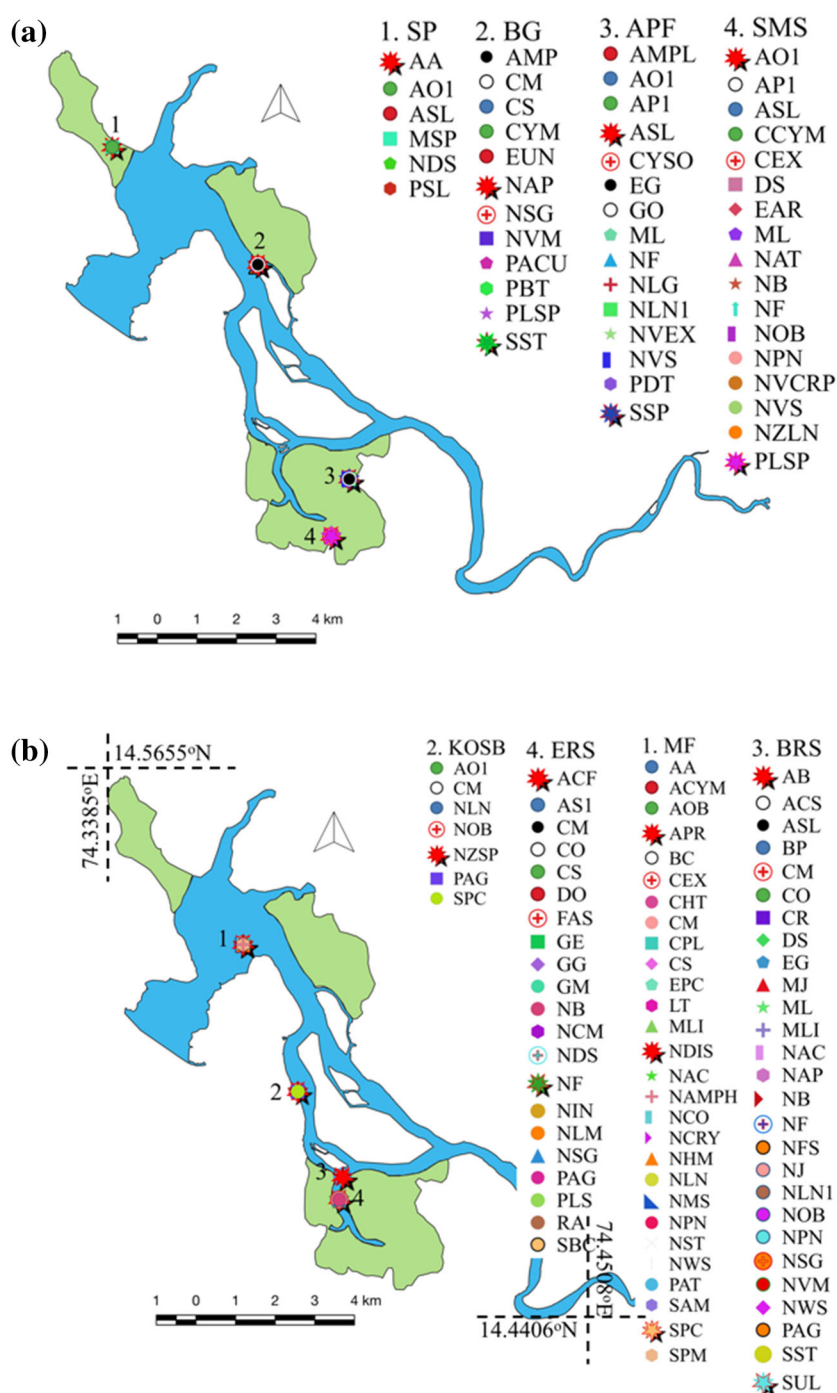 (a)
1. SP
AA
AO1
ASL
MSP
NDS
PSL
2. BG
AMP
CM
CS
CYM
EUN
NAP
NSG
NVM
PACU
PBT
PLSP
SST
3. APF
AMPL
AO1
AP1
ASL
CYSO
EG
GO
ML
NF
NLG
NLN1
NVEX
NVS
PDT
SSP
4. SMS
AO1
AP1
ASL
CCYM
CEX
DS
EAR
ML
NAT
NB
NF
NOB
NPN
NVCRP
NVS
NZLN
PLSP
1
2
3
4
1 0 1 2 3 4 km
(b)
14.5655°N
74.3385°E
2. KOSB
AO1
CM
NLN
NOB
NZSP
PAG
SPC
4. ERS
ACF
AS1
CM
CO
CS
DO
FAS
GE
GG
GM
NB
NCM
NDS
NF
NIN
NLM
NSG
PAG
PLS
RA
SBC
1. MF
AA
ACYM
AOB
APR
BC
CEX
CHT
CM
CPL
CS
EPC
LT
MLI
NDIS
NAC
NAMPH
NCO
NCRY
NHM
NLN
NMS
NPN
NST
NWS
PAT
SAM
SPC
SPM
3. BRS
AB
ACS
ASL
BP
CM
CO
CR
DS
EG
MJ
ML
MLI
NAC
NAP
NB
NF
NFS
NJ
NLN1
NOB
NPN
NSG
NVM
NWS
PAG
SST
SUL
1
2
3
4
1 0 1 2 3 4 km
74.4508°E
14.4406°N